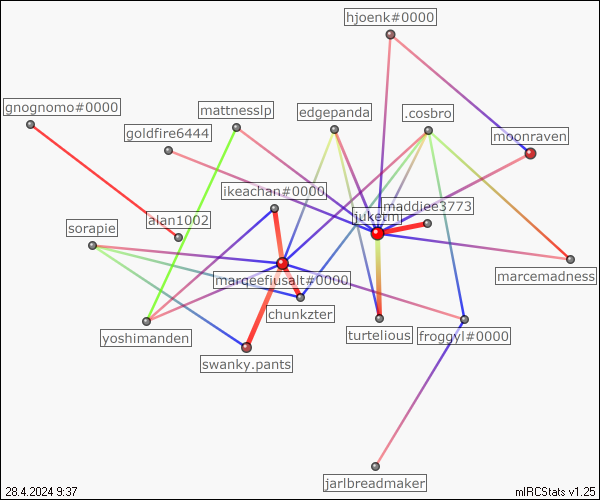 hjoenk#0000
gnognomo#0000
mattnesslp
edgepanda
.cosbro
goldfire6444
moonraven
ikeachan#0000
maddiee3773
juketm
alan1002
sorapie
marcemadness
marqeefiusalt#0000
chunkzter
yoshimanden
turtelious
froggyl#0000
swanky.pants
jarlbreadmaker
28.4.2024 9:37
mIRCStats v1.25